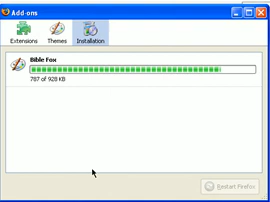 Add-ons
Extensions Themes Installation
Bible Fox
787 of 928 KB
Restart Firefox